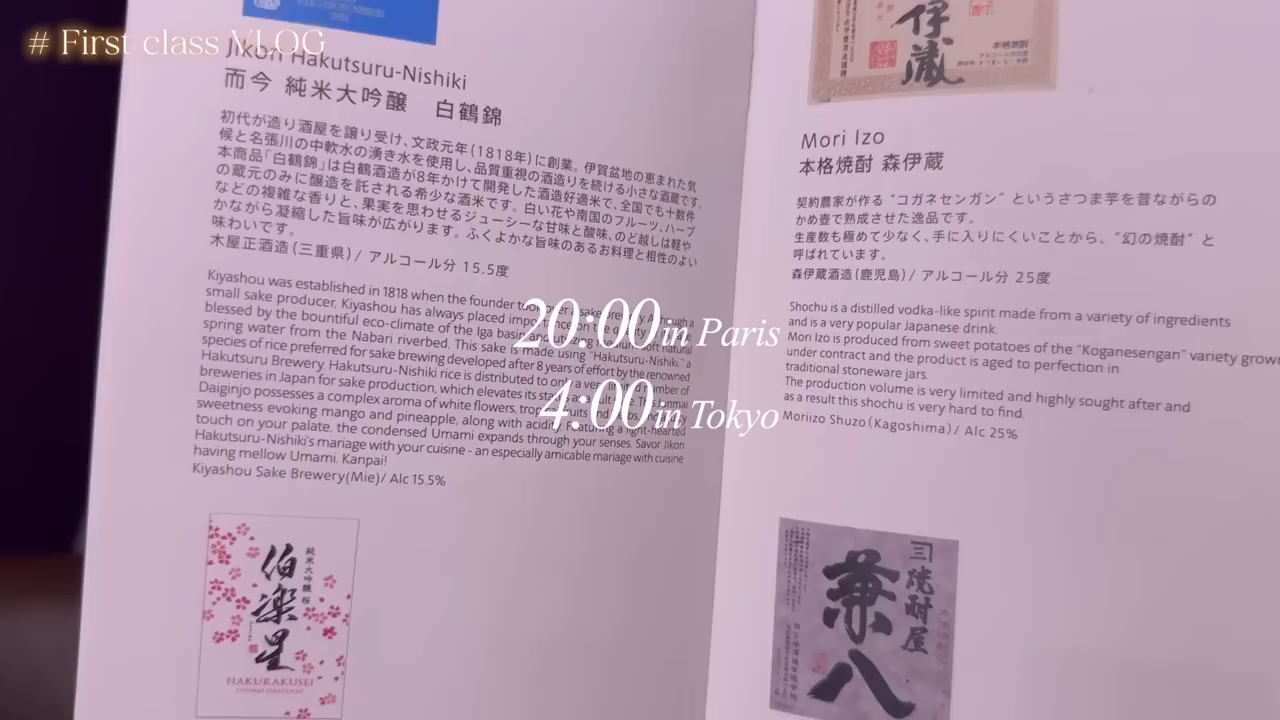 # First class VLOG
Jikon Hakutsuru-Nishiki
而今 純米大吟醸 白鶴錦
初代が造り酒屋を譲り受け、文政元年(1818年)に創業。伊賀盆地の恵まれた気
候と名張川の中軟水の湧き水を使用し、品質重視の酒造りを続ける小さな酒蔵です。
本商品「白鶴錦」は白鶴酒造が8年かけて開発した酒造好適米で、全国でも十数件
の蔵元のみに醸造を託される希少な酒米です。白い花や南国のフルーツ、ハーブ
などの複雑な香りと、果実を思わせるジューシーな甘味と酸味、のど越しは軽や
かながら凝縮した旨味が広がります。ふくよかな旨味のあるお料理と相性のよい
味わいです。
木屋正酒造(三重県)/ アルコール分 15.5度
Kiyashou was established in 1818 when the founder took over a sake
small sake producer, Kiyashou has always placed importance on the
blessed by the bountiful eco-climate of the Iga basin and soft natural
spring water from the Nabari riverbed. This sake is made using "Hakutsuru-Nishiki," a
species of rice preferred for sake brewing developed after 8 years of effort by the renowned
Hakutsuru Brewery. Hakutsuru-Nishiki rice is distributed to only a very number of
breweries in Japan for sake production, which elevates its
Daiginjo possesses a complex aroma of white flowers,
sweetness evoking mango and pineapple, along with acidity. Featuring a light-hearted
touch on your palate, the condensed Umami expands through your senses. Savor Jikon
Hakutsuru-Nishiki's mariage with your cuisine - an especially amicable mariage with cuisine
having mellow Umami. Kanpai!
Kiyashou Sake Brewery(Mie)/ Alc 15.5%
純米大吟醸 桜
伯楽星
HAKURAKUSEI
JUNMAI DAIGINJO
20:00 in Paris
4:00 in Tokyo
伊蔵
本格焼酎
Mori Izo
本格焼酎 森伊蔵
契約農家が作る “コガネセンガン” というさつま芋を昔ながらの
かめ壺で熟成させた逸品です。
生産数も極めて少なく、手に入りにくいことから、“幻の焼酎” と
呼ばれています。
森伊蔵酒造(鹿児島)/ アルコール分 25度
Shochu is a distilled vodka-like spirit made from a variety of ingredients
and is a very popular Japanese drink.
Mori Izo is produced from sweet potatoes of the "Koganesengan" variety grown
under contract and the product is aged to perfection in
traditional stoneware jars.
The production volume is very limited and highly sought after and
as a result this shochu is very hard to find.
Moriizo Shuzo(Kagoshima)/ Alc 25%
三
焼酎屋
兼八